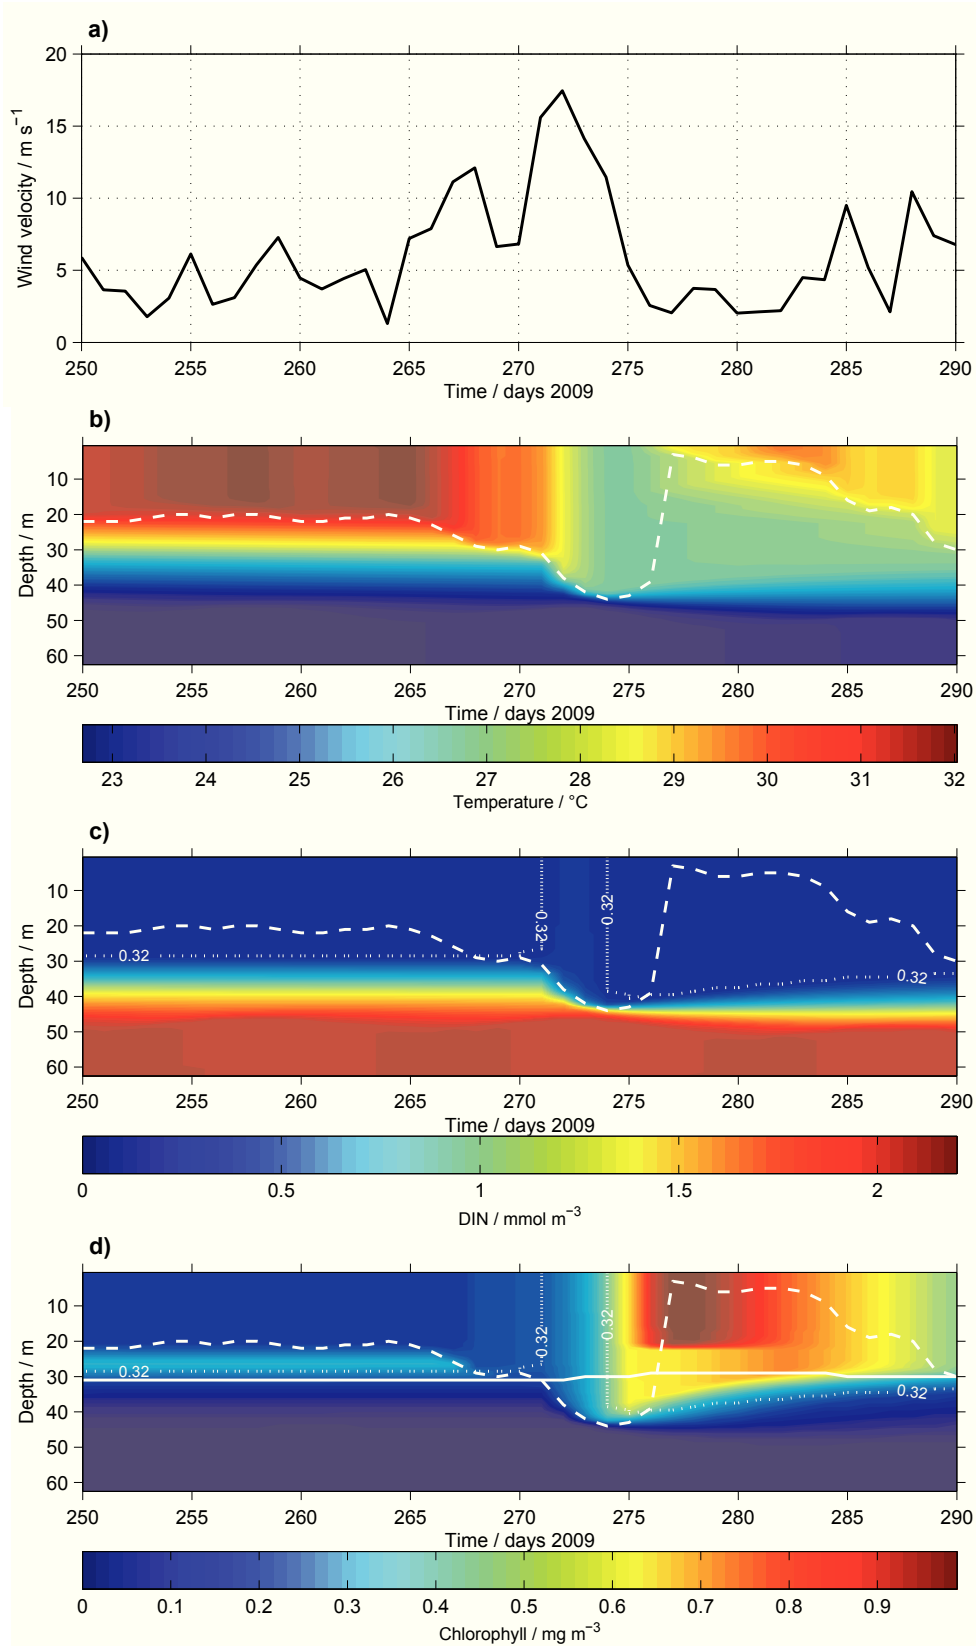 a)
20
15
10
5
0
Wind velocity / m s⁻¹
250 255 260 265 270 275 280 285 290
Time / days 2009
b)
10
20
30
40
50
60
Depth / m
250 255 260 265 270 275 280 285 290
Time / days 2009
23 24 25 26 27 28 29 30 31 32
Temperature / °C
c)
10
20
30
40
50
60
Depth / m
0.32
0.32
0.32
0.32
250 255 260 265 270 275 280 285 290
Time / days 2009
0 0.5 1 1.5 2
DIN / mmol m⁻³
d)
10
20
30
40
50
60
Depth / m
0.32
0.32
0.32
0.32
250 255 260 265 270 275 280 285 290
Time / days 2009
0 0.1 0.2 0.3 0.4 0.5 0.6 0.7 0.8 0.9
Chlorophyll / mg m⁻³